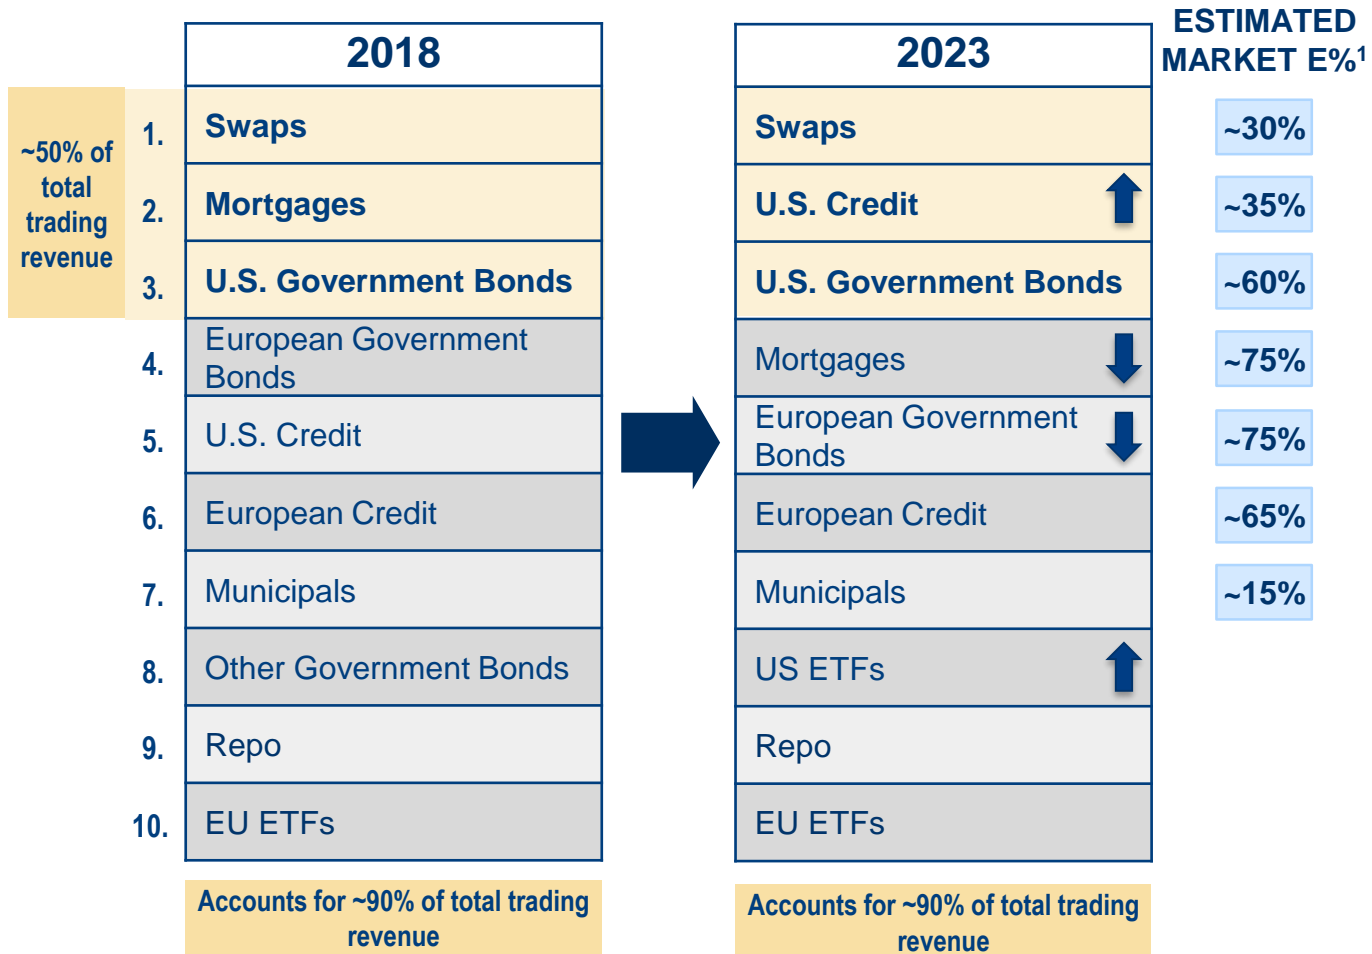 2018
2023
ESTIMATED
MARKET E%¹
~50% of
total
trading
revenue
1.
Swaps
Swaps
~30%
2.
Mortgages
U.S. Credit
~35%
3.
U.S. Government Bonds
U.S. Government Bonds
~60%
4.
European Government
Bonds
Mortgages
~75%
5.
U.S. Credit
European Government
Bonds
~75%
6.
European Credit
European Credit
~65%
7.
Municipals
Municipals
~15%
8.
Other Government Bonds
US ETFs
9.
Repo
Repo
10.
EU ETFs
EU ETFs
Accounts for ~90% of total trading
revenue
Accounts for ~90% of total trading
revenue